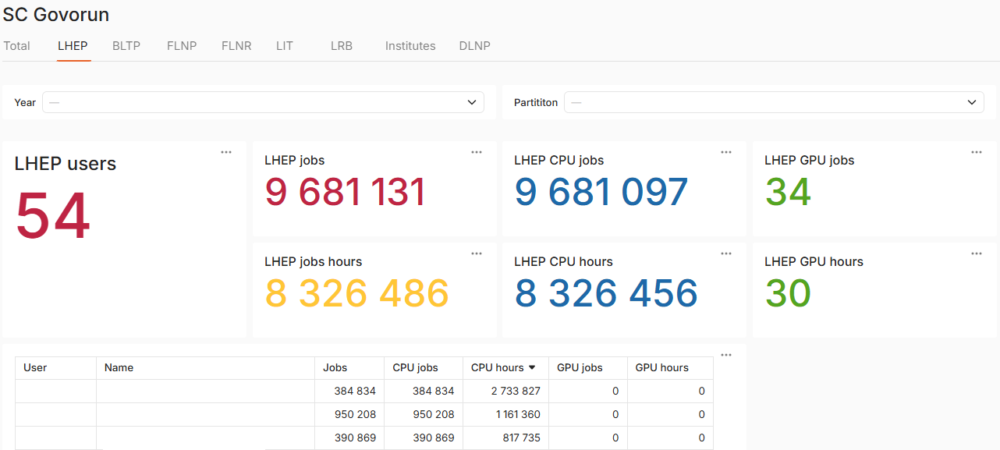 SC Govorun
Total LHEP BLTP FLNP FLNR LIT LRB Institutes DLNP
Year — Partititon —
LHEP users
54
LHEP jobs
9 681 131
LHEP CPU jobs
9 681 097
LHEP GPU jobs
34
LHEP jobs hours
8 326 486
LHEP CPU hours
8 326 456
LHEP GPU hours
30
User Name Jobs CPU jobs CPU hours GPU jobs GPU hours
384 834 384 834 2 733 827 0 0
950 208 950 208 1 161 360 0 0
390 869 390 869 817 735 0 0